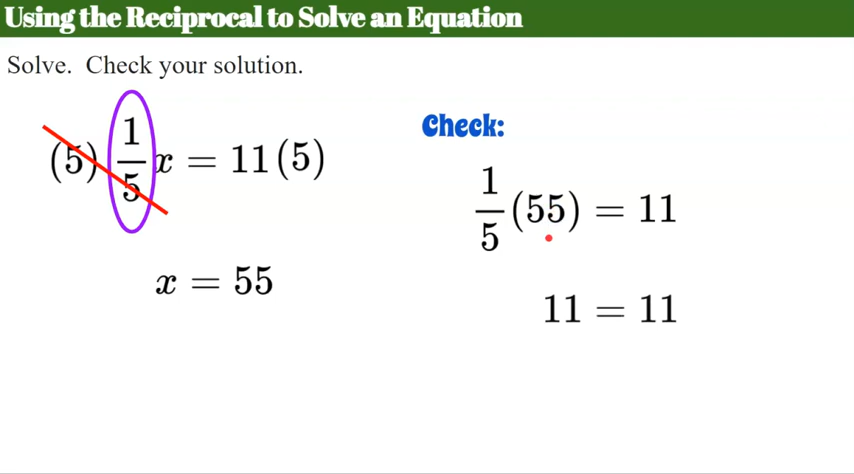 Using the Reciprocal to Solve an Equation
Solve. Check your solution.
(5) 1/5 x = 11(5)
x = 55
Check:
1/5 (55) = 11
11 = 11